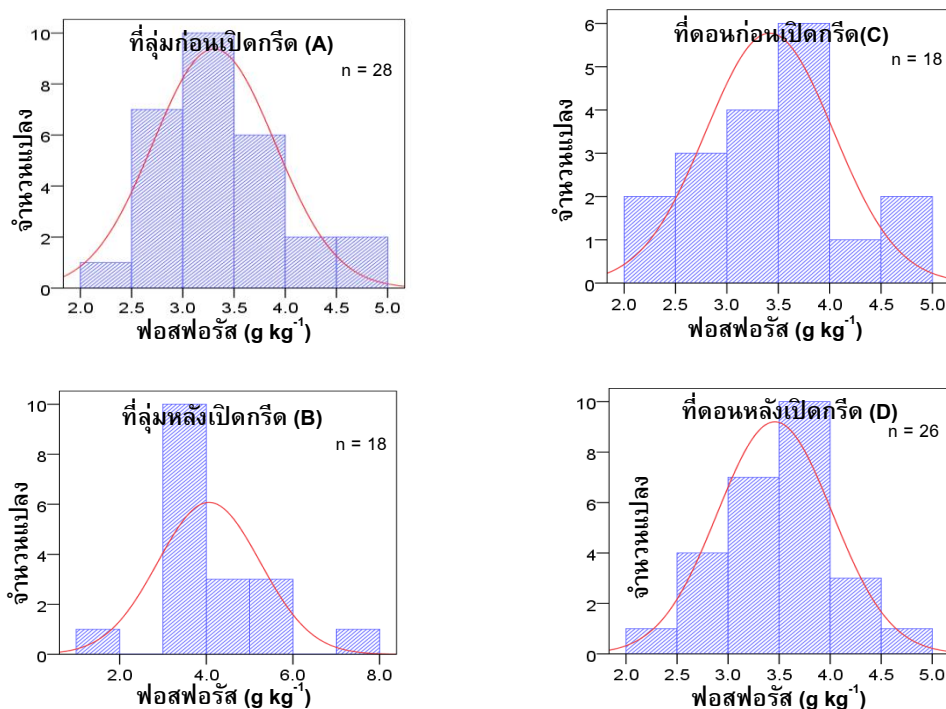 ที่ลุ่มก่อนเปิดกรีด (A)
n = 28
จำนวนแปลง
10
8
6
4
2
0
2.0 2.5 3.0 3.5 4.0 4.5 5.0
ฟอสฟอรัส (g kg-1)
ที่ดอนก่อนเปิดกรีด(C)
n = 18
จำนวนแปลง
6
5
4
3
2
1
0
2.0 2.5 3.0 3.5 4.0 4.5 5.0
ฟอสฟอรัส (g kg-1)
ที่ลุ่มหลังเปิดกรีด (B)
n = 18
จำนวนแปลง
10
8
6
4
2
0
2.0 4.0 6.0 8.0
ฟอสฟอรัส (g kg-1)
ที่ดอนหลังเปิดกรีด (D)
n = 26
จำนวนแปลง
10
8
6
4
2
0
2.0 2.5 3.0 3.5 4.0 4.5 5.0
ฟอสฟอรัส (g kg-1)